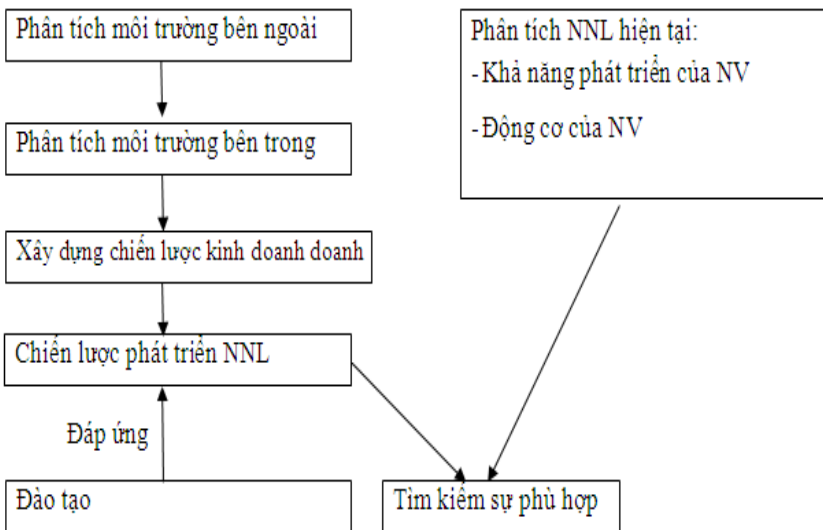 Phân tích môi trường bên ngoài
Phân tích môi trường bên trong
Xây dựng chiến lược kinh doanh doanh
Chiến lược phát triển NNL
Đáp ứng
Đào tạo
Phân tích NNL hiện tại:
-Khả năng phát triển của NV
-Động cơ của NV
Tìm kiếm sự phù hợp